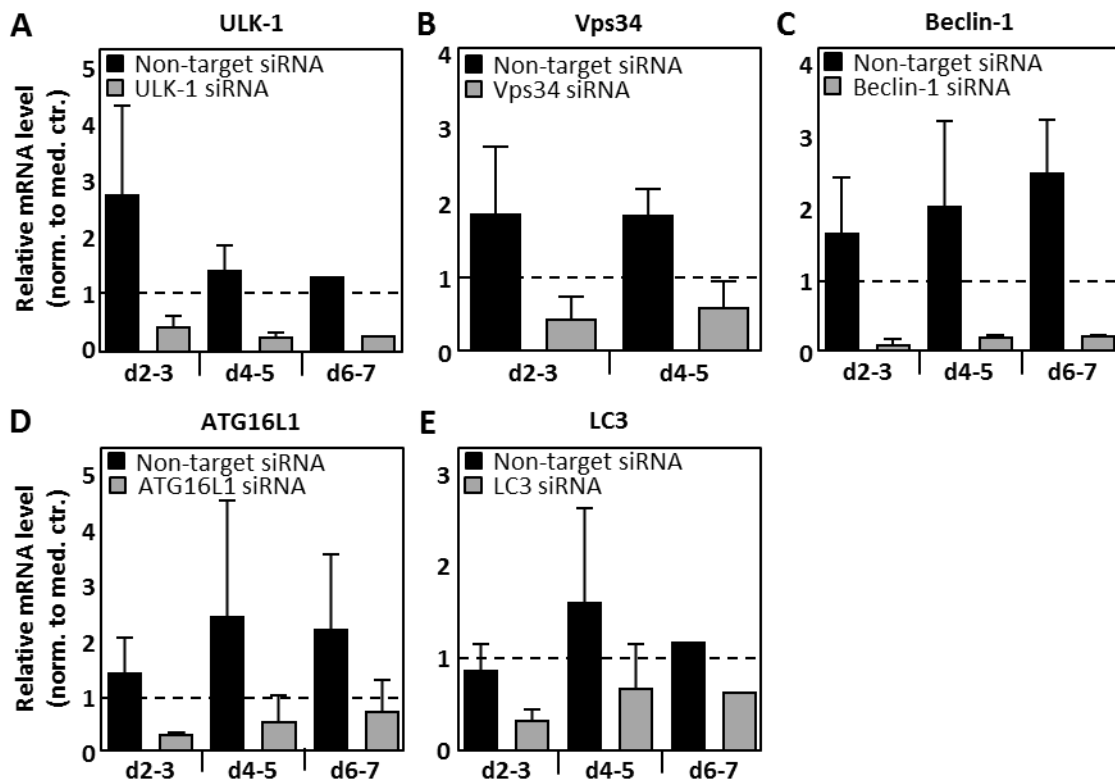 A
ULK-1
Relative mRNA level
(norm. to med. ctr.)
5
4
3
2
1
0
Non-target siRNA
ULK-1 siRNA
d2-3
d4-5
d6-7
B
Vps34
4
3
2
1
0
Non-target siRNA
Vps34 siRNA
d2-3
d4-5
C
Beclin-1
4
3
2
1
0
Non-target siRNA
Beclin-1 siRNA
d2-3
d4-5
d6-7
D
ATG16L1
Relative mRNA level
(norm. to med. ctr.)
5
4
3
2
1
0
Non-target siRNA
ATG16L1 siRNA
d2-3
d4-5
d6-7
E
LC3
3
2
1
0
Non-target siRNA
LC3 siRNA
d2-3
d4-5
d6-7